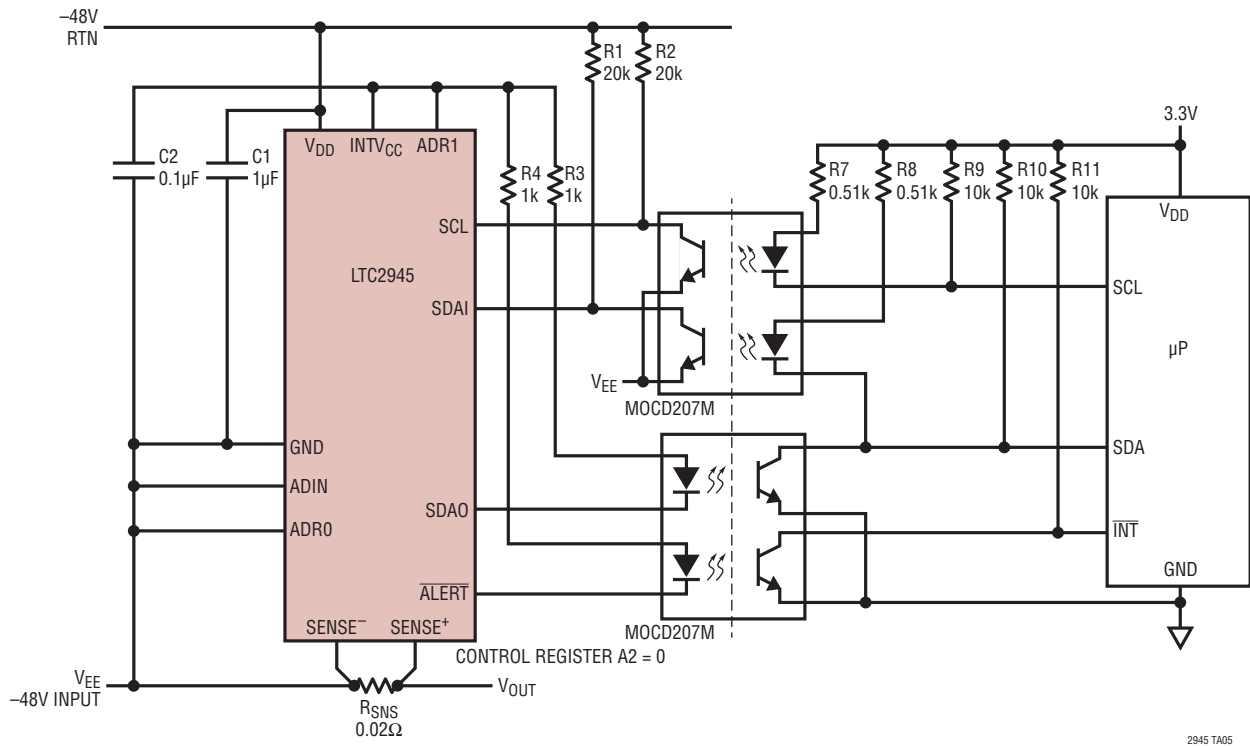 –48V
RTN
R1
20k
R2
20k
3.3V
C2
0.1µF
C1
1µF
VDD
INTVCC
ADR1
R4
1k
R3
1k
R7
0.51k
R8
0.51k
R9
10k
R10
10k
R11
10k
VDD
SCL
LTC2945
SCL
SDAI
µP
VEE
MOCD207M
GND
SDA
ADIN
SDAO
ADR0
INT
GND
ALERT
MOCD207M
SENSE–
SENSE+
CONTROL REGISTER A2 = 0
VEE
–48V INPUT
VOUT
RSNS
0.02Ω
2945 TA05